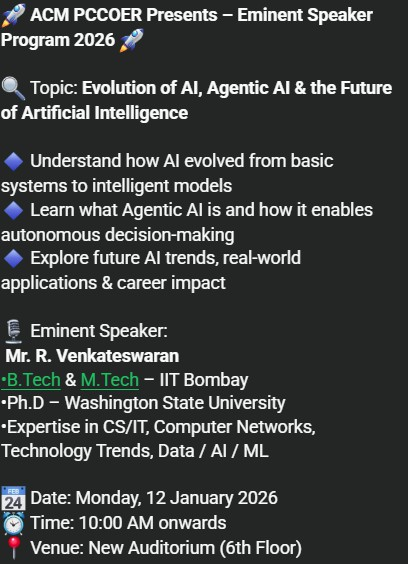 🚀 ACM PCCOER Presents – Eminent Speaker
Program 2026 🚀
🔍 Topic: Evolution of AI, Agentic AI & the Future
of Artificial Intelligence
🔷 Understand how AI evolved from basic
systems to intelligent models
🔷 Learn what Agentic AI is and how it enables
autonomous decision-making
🔷 Explore future AI trends, real-world
applications & career impact
🎙️ Eminent Speaker:
Mr. R. Venkateswaran
•B.Tech & M.Tech – IIT Bombay
•Ph.D – Washington State University
•Expertise in CS/IT, Computer Networks,
Technology Trends, Data / AI / ML
📆 Date: Monday, 12 January 2026
⏰ Time: 10:00 AM onwards
📍 Venue: New Auditorium (6th Floor)